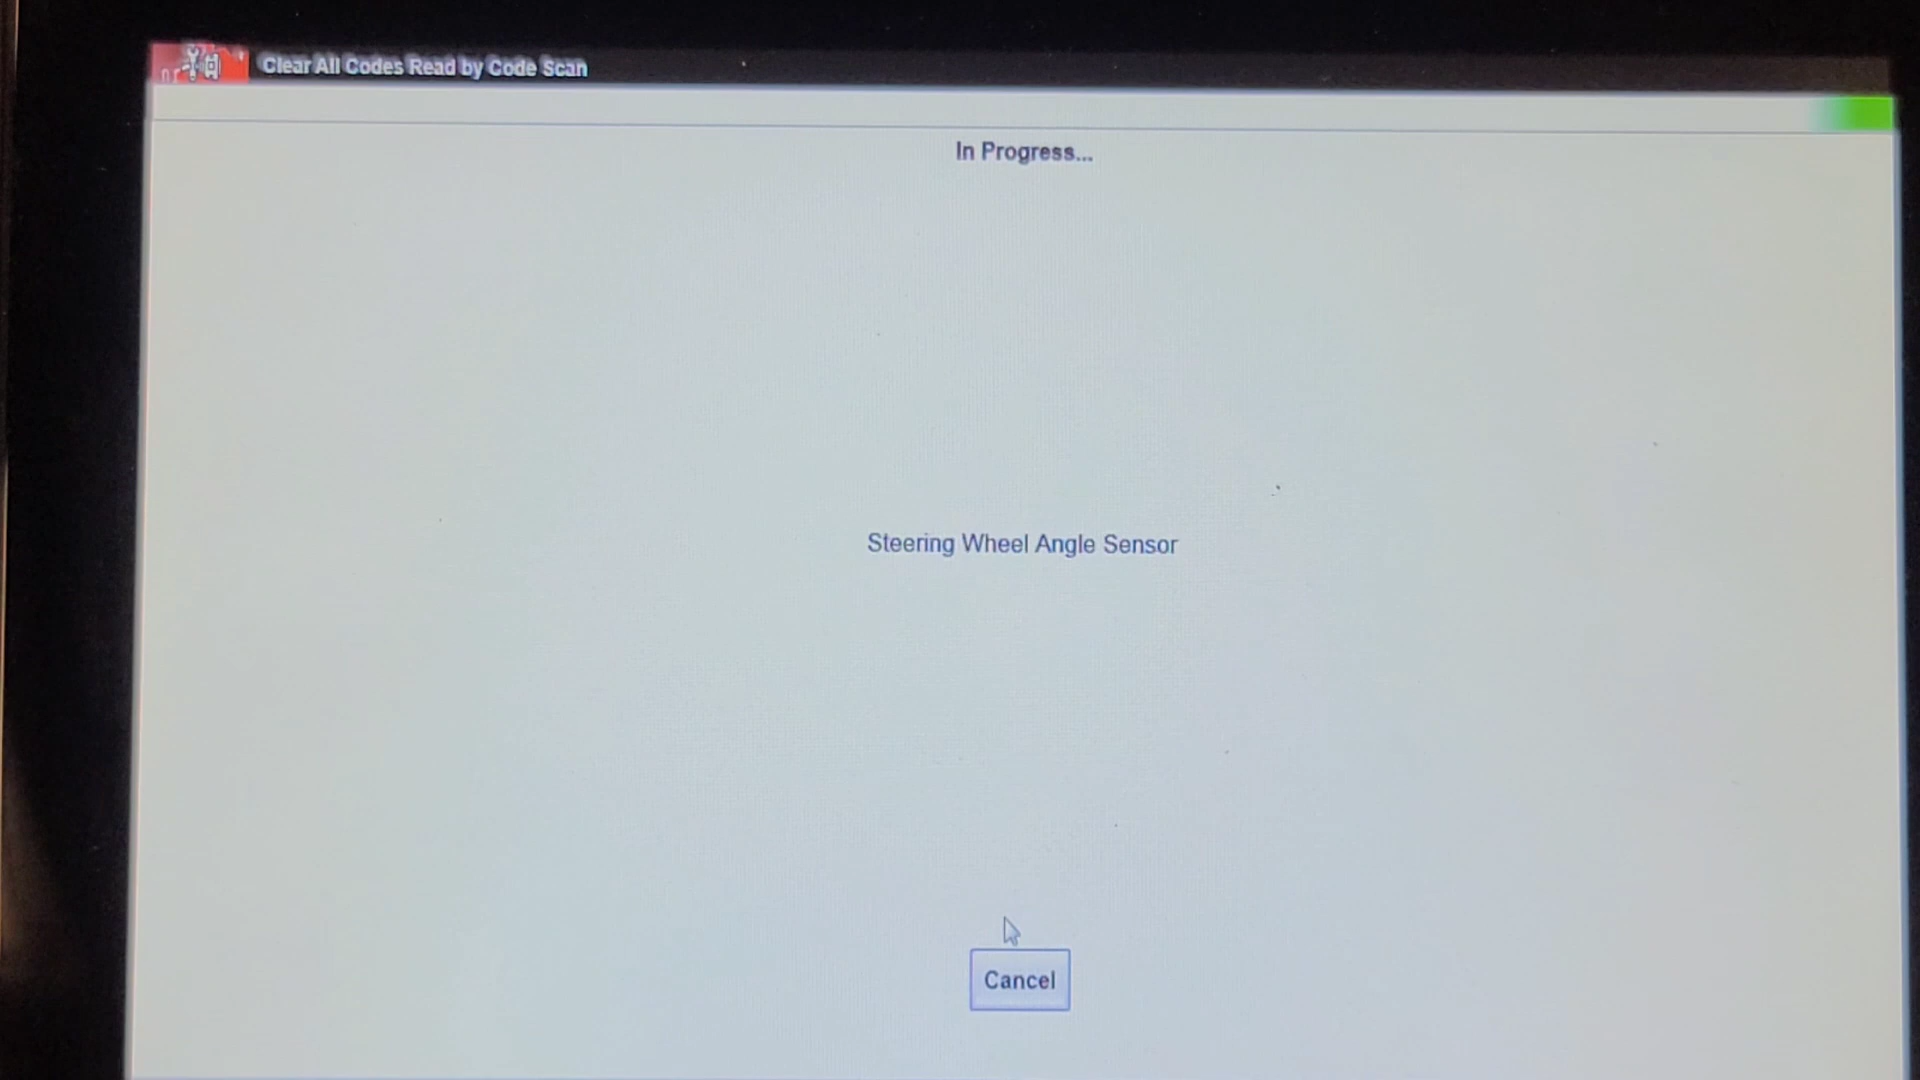 Clear All Codes Read by Code Scan
In Progress...
Steering Wheel Angle Sensor
Cancel